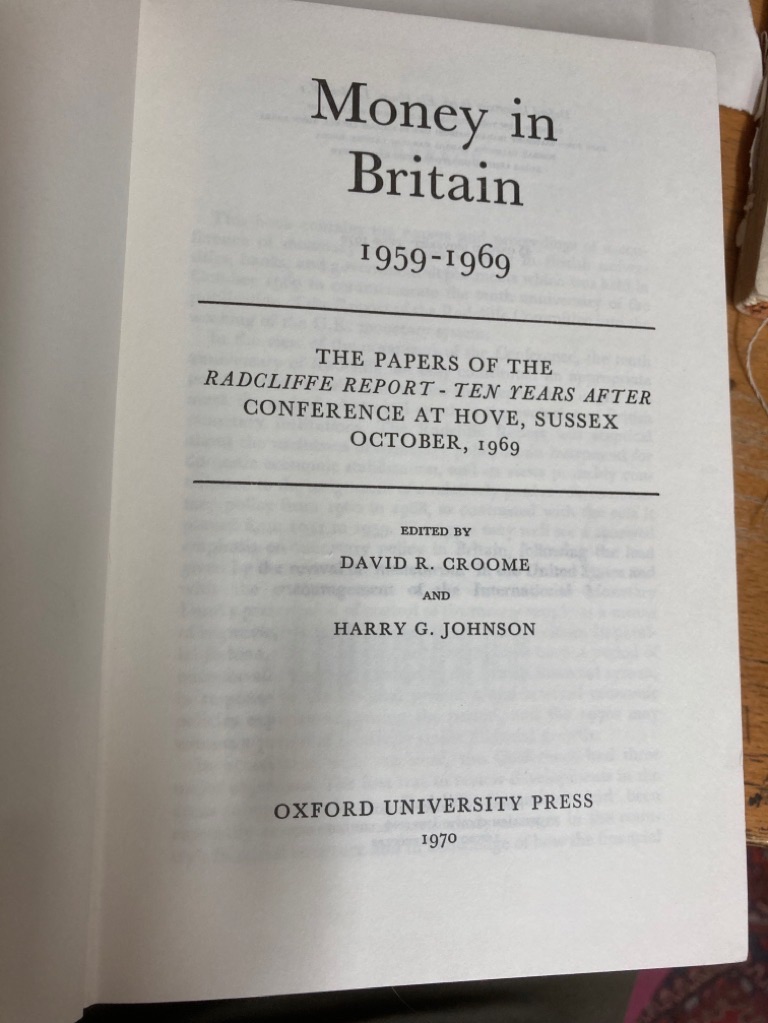 Money in
Britain
1959-1969
THE PAPERS OF THE
RADCLIFFE REPORT - TEN YEARS AFTER
CONFERENCE AT HOVE, SUSSEX
OCTOBER, 1969
EDITED BY
DAVID R. CROOME
AND
HARRY G. JOHNSON
OXFORD UNIVERSITY PRESS
1970